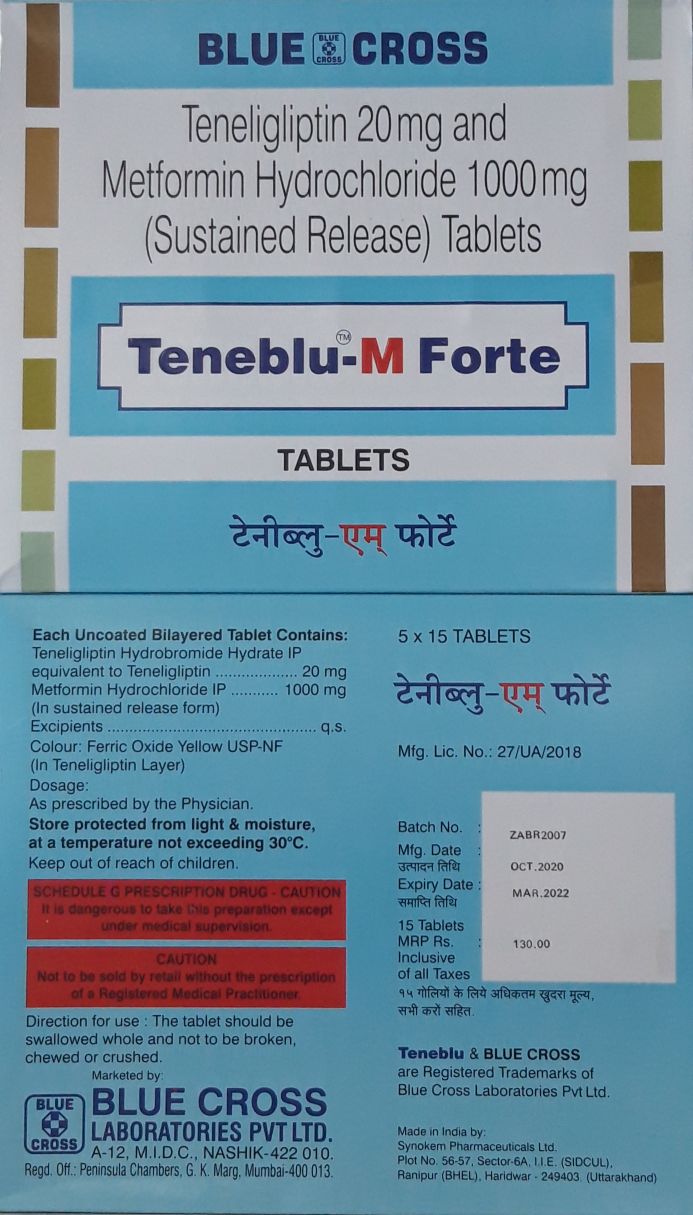 BLUE BLUE CROSS CROSS
Teneligliptin 20mg and
Metformin Hydrochloride 1000mg
(Sustained Release) Tablets
Teneblu-M Forte
TM
TABLETS
टेनीब्लु-एम् फोर्टे
Each Uncoated Bilayered Tablet Contains:
Teneligliptin Hydrobromide Hydrate IP
equivalent to Teneligliptin ................... 20 mg
Metformin Hydrochloride IP ........... 1000 mg
(In sustained release form)
Excipients ............................................. q.s.
Colour: Ferric Oxide Yellow USP-NF
(In Teneligliptin Layer)
Dosage:
As prescribed by the Physician.
Store protected from light & moisture,
at a temperature not exceeding 30°C.
Keep out of reach of children.
SCHEDULE G PRESCRIPTION DRUG - CAUTION
It is dangerous to take this preparation except
under medical supervision.
CAUTION
Not to be sold by retail without the prescription
of a Registered Medical Practitioner.
Direction for use : The tablet should be
swallowed whole and not to be broken,
chewed or crushed.
Marketed by:
BLUE CROSS
BLUE CROSS
LABORATORIES PVT LTD.
A-12, M.I.D.C., NASHIK-422 010.
Regd. Off.: Peninsula Chambers, G. K. Marg, Mumbai-400 013.
5 x 15 TABLETS
टेनीब्लु-एम् फोर्टे
Mfg. Lic. No.: 27/UA/2018
Batch No. : ZABR2007
Mfg. Date : OCT.2020
उत्पादन तिथि
Expiry Date : MAR.2022
समाप्ति तिथि
15 Tablets
MRP Rs. : 130.00
Inclusive
of all Taxes
१५ गोलियों के लिये अधिकतम खुदरा मूल्य,
सभी करों सहित.
Teneblu & BLUE CROSS
are Registered Trademarks of
Blue Cross Laboratories Pvt Ltd.
Made in India by:
Synokem Pharmaceuticals Ltd.
Plot No. 56-57, Sector-6A, I.I.E. (SIDCUL),
Ranipur (BHEL), Haridwar - 249403. (Uttarakhand)